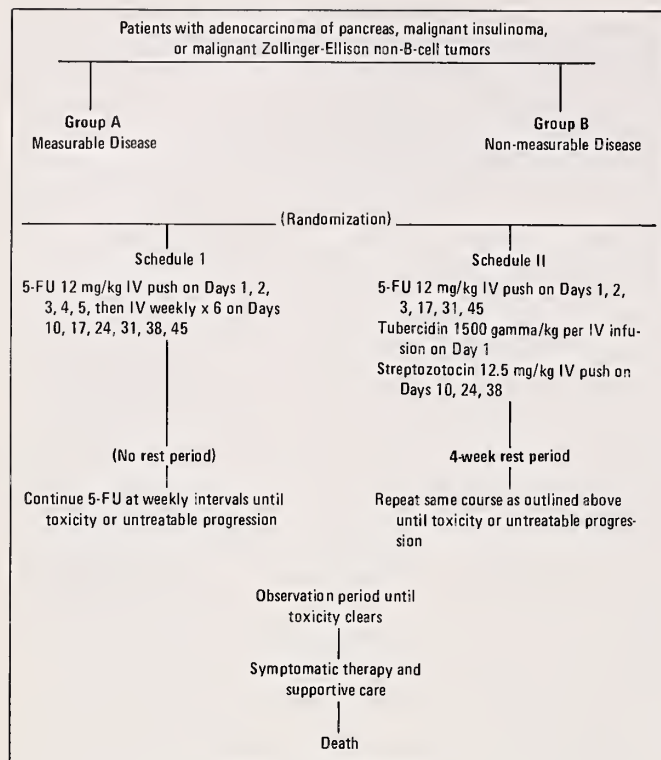 Patients with adenocarcinoma of pancreas, malignant insulinoma,
or malignant Zollinger-Ellison non-B-cell tumors
Group A
Measurable Disease
Group B
Non-measurable Disease
(Randomization)
Schedule 1
5-FU 12 mg/kg IV push on Days 1, 2,
3, 4, 5, then IV weekly x 6 on Days
10, 17, 24, 31, 38, 45
(No rest period)
Continue 5-FU at weekly intervals until
toxicity or untreatable progression
Schedule II
5-FU 12 mg/kg IV push on Days 1, 2,
3, 17, 31, 45
Tubercidin 1500 gamma/kg per IV infu-
sion on Day 1
Streptozotocin 12.5 mg/kg IV push on
Days 10, 24, 38
4-week rest period
Repeat same course as outlined above
until toxicity or untreatable progres-
sion
Observation period until
toxicity clears
Symptomatic therapy and
supportive care
Death